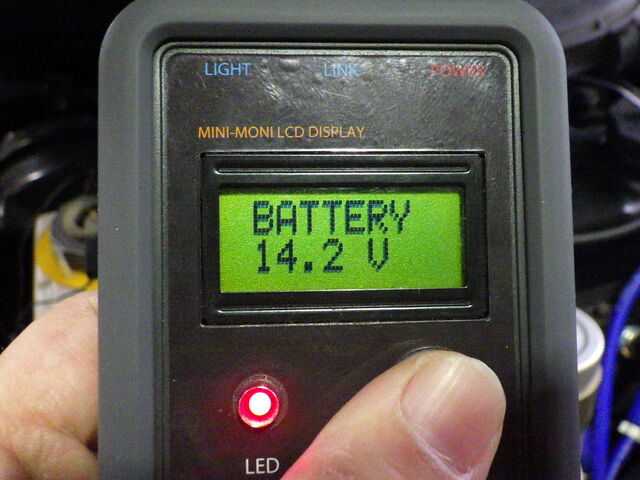 LIGHT LINK POWER
MINI-MONI LCD DISPLAY
BATTERY
14.2 V
LED